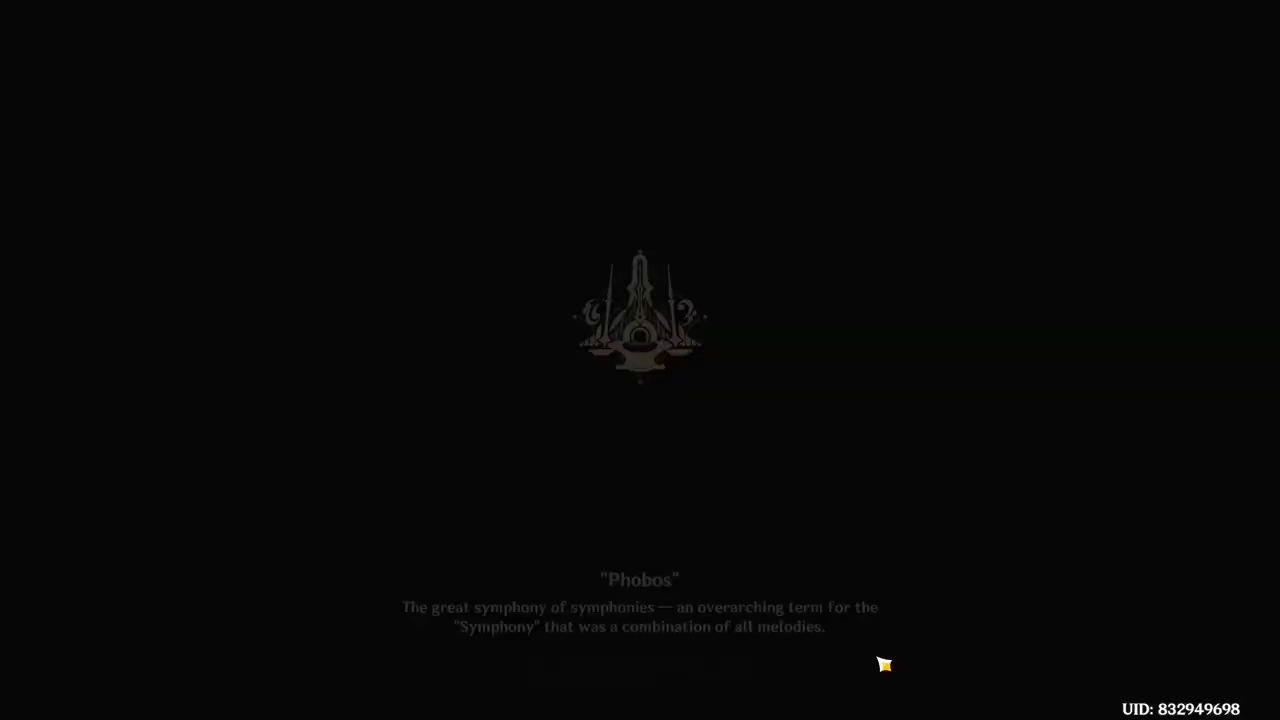 "Phobos"
The great symphony of symphonies — an overarching term for the
"Symphony" that was a combination of all melodies.
UID: 832949698